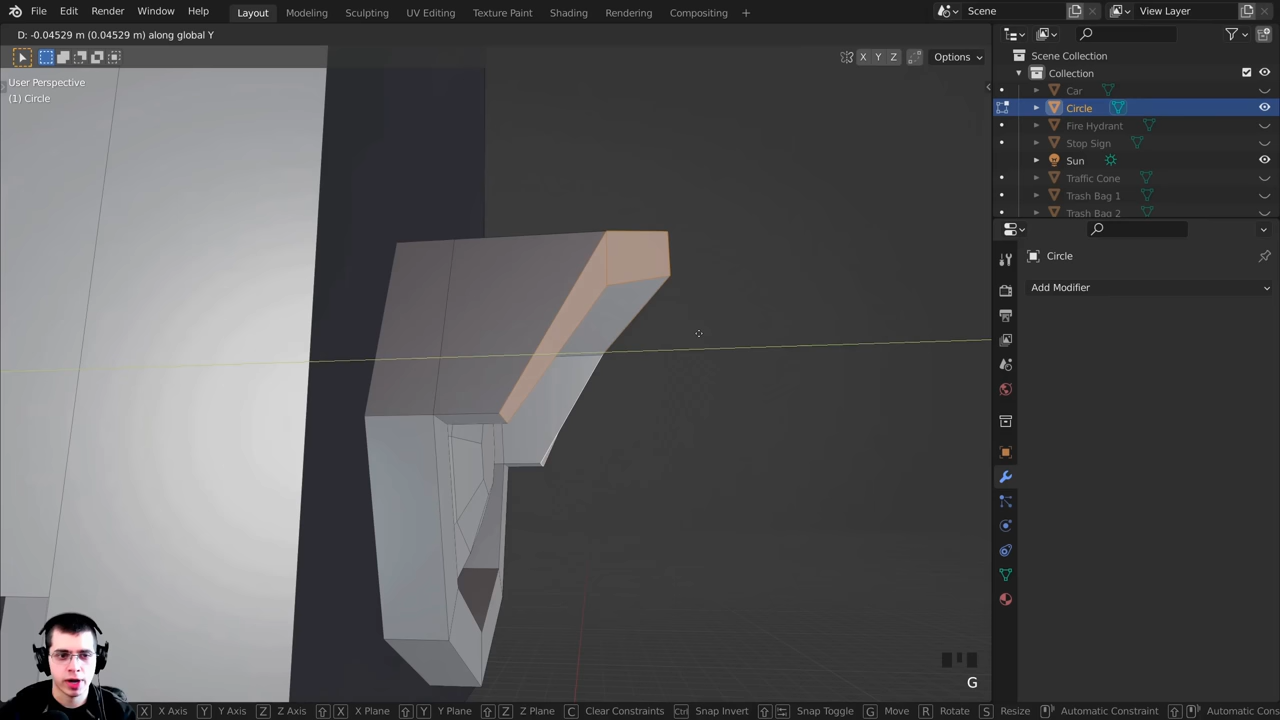 File Edit Render Window Help
Layout Modeling Sculpting UV Editing Texture Paint Shading Rendering Compositing
Scene
View Layer
D: -0.04529 m (0.04529 m) along global Y
X Y Z
Options
User Perspective
(1) Circle
Scene Collection
Collection
Car
Circle
Fire Hydrant
Stop Sign
Sun
Traffic Cone
Trash Bag 1
Trash Bag 2
Circle
Add Modifier
G
X X Axis Y Y Axis Z Z Axis X X Plane Y Y Plane Z Z Plane C Clear Constraints Ctrl Snap Invert Snap Toggle G Move R Rotate S Resize Automatic Constraint Automatic Cons